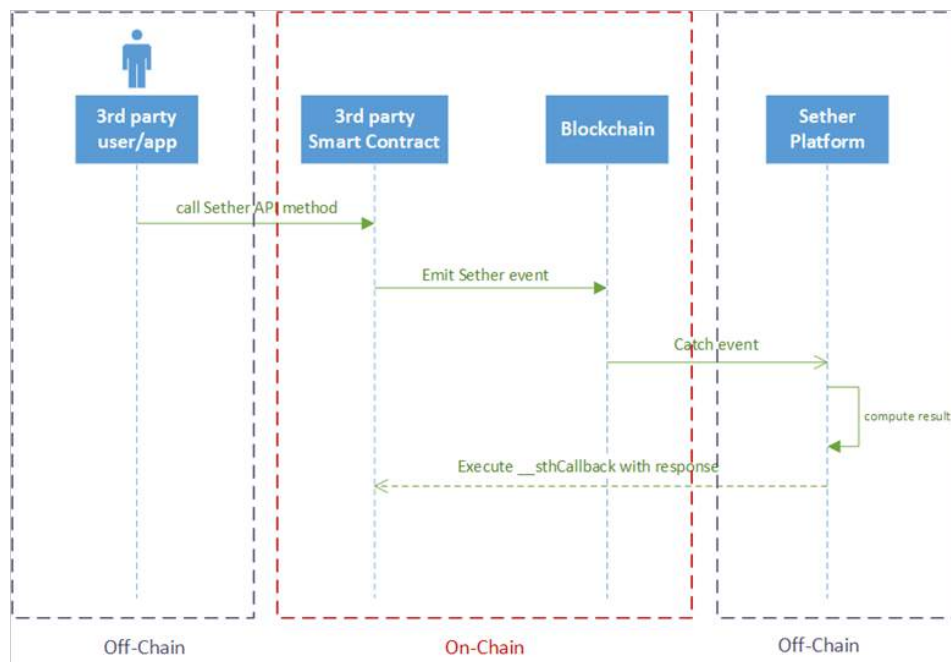 3rd party
user/app
3rd party
Smart Contract
Blockchain
Sether
Platform
call Sether API method
Emit Sether event
Catch event
compute result
Execute __sthCallback with response
Off-Chain
On-Chain
Off-Chain